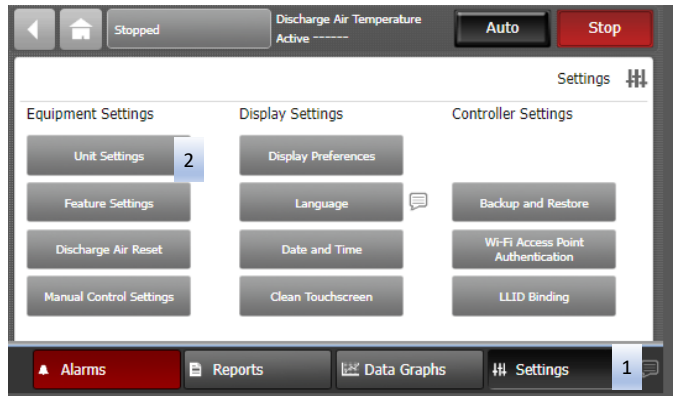 Stopped
Discharge Air Temperature
Active ------
Auto
Stop
Settings
Equipment Settings
Display Settings
Controller Settings
Unit Settings
2
Display Preferences
Feature Settings
Language
Backup and Restore
Discharge Air Reset
Date and Time
Wi-Fi Access Point
Authentication
Manual Control Settings
Clean Touchscreen
LLID Binding
Alarms
Reports
Data Graphs
Settings
1